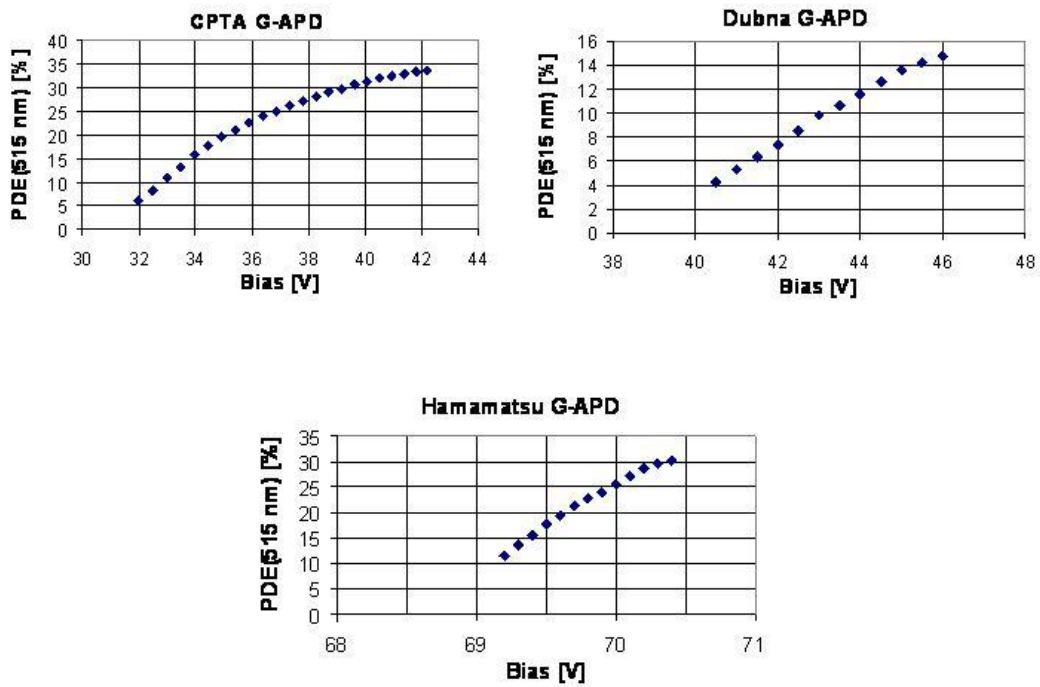 CPTA G-APD
PDE(515 nm) [%]
40
35
30
25
20
15
10
5
0
30 32 34 36 38 40 42 44
Bias [V]
Dubna G-APD
PDE(515 nm) [%]
16
14
12
10
8
6
4
2
0
38 40 42 44 46 48
Bias [V]
Hamamatsu G-APD
PDE(515 nm) [%]
35
30
25
20
15
10
5
0
68 69 70 71
Bias [V]